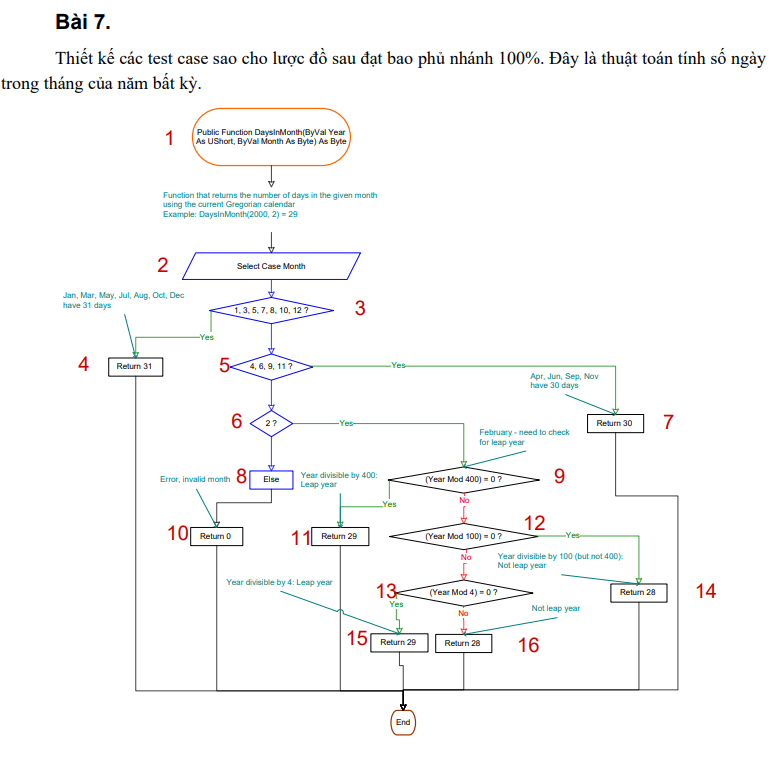 Bài 7.
Thiết kế các test case sao cho lược đồ sau đạt bao phủ nhánh 100%. Đây là thuật toán tính số ngày
trong tháng của năm bất kỳ.
1
Public Function DaysInMonth(ByVal Year
As UShort, ByVal Month As Byte) As Byte
Function that returns the number of days in the given month
using the current Gregorian calendar
Example: DaysInMonth(2000, 2) = 29
2
Select Case Month
Jan, Mar, May, Jul, Aug, Oct, Dec
have 31 days
1, 3, 5, 7, 8, 10, 12 ?
3
Yes
4
Return 31
5
4, 6, 9, 11 ?
Yes
Apr, Jun, Sep, Nov
have 30 days
6
2 ?
Yes
Return 30
7
February - need to check
for leap year
Error, invalid month
8
Else
Year divisible by 400:
Leap year
(Year Mod 400) = 0 ?
9
Yes
No
10
Return 0
11
Return 29
(Year Mod 100) = 0 ?
12
Yes
No
Year divisible by 100 (but not 400):
Not leap year
Year divisible by 4: Leap year
13
(Year Mod 4) = 0 ?
Return 28
14
Yes
No
Not leap year
15
Return 29
Return 28
16
End